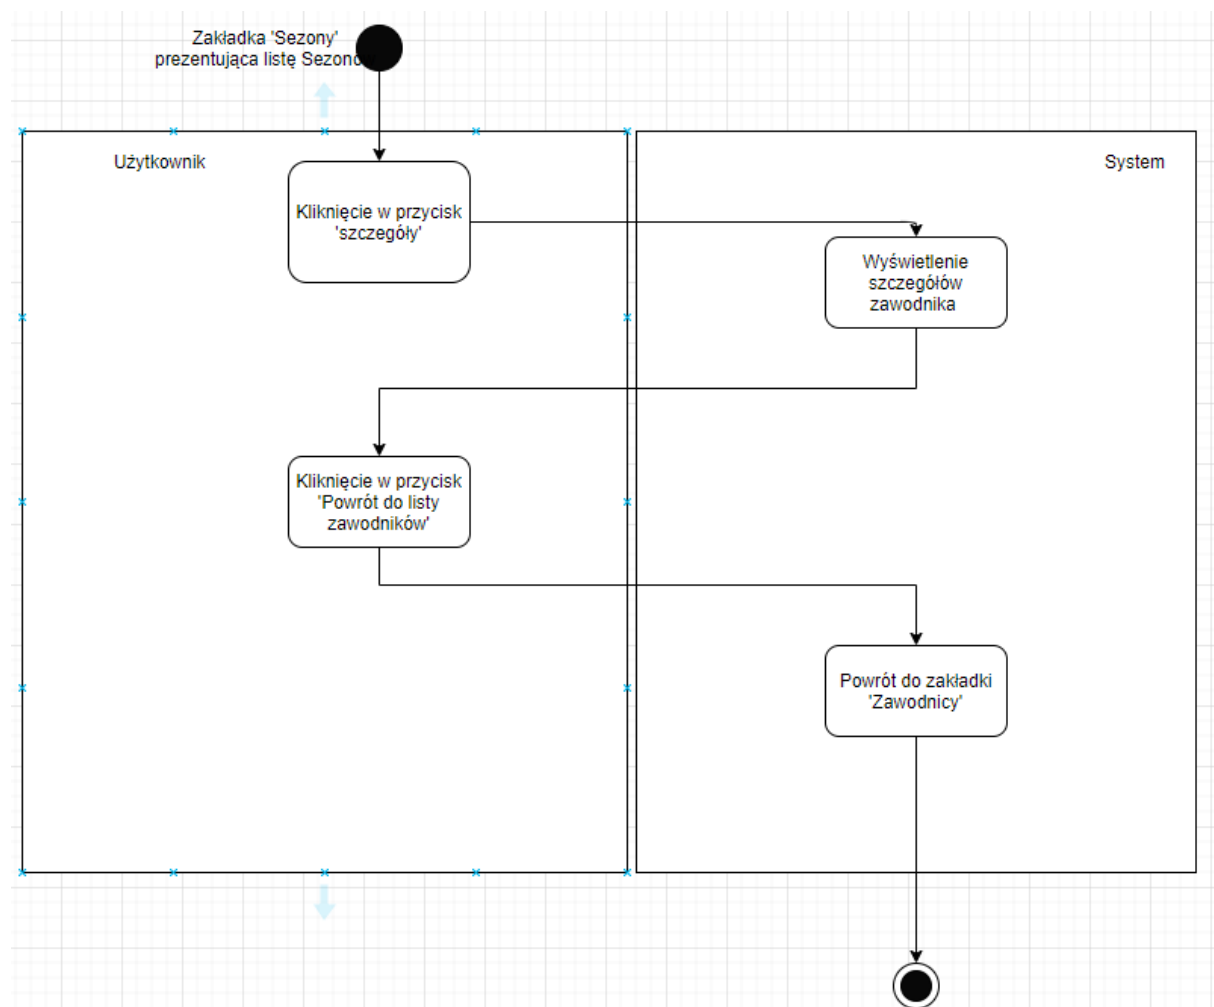 Zakładka 'Sezony'
prezentująca listę Sezonów
Użytkownik
System
Kliknięcie w przycisk
'szczegóły'
Wyświetlenie
szczegółów
zawodnika
Kliknięcie w przycisk
'Powrót do listy
zawodników'
Powrót do zakładki
'Zawodnicy'